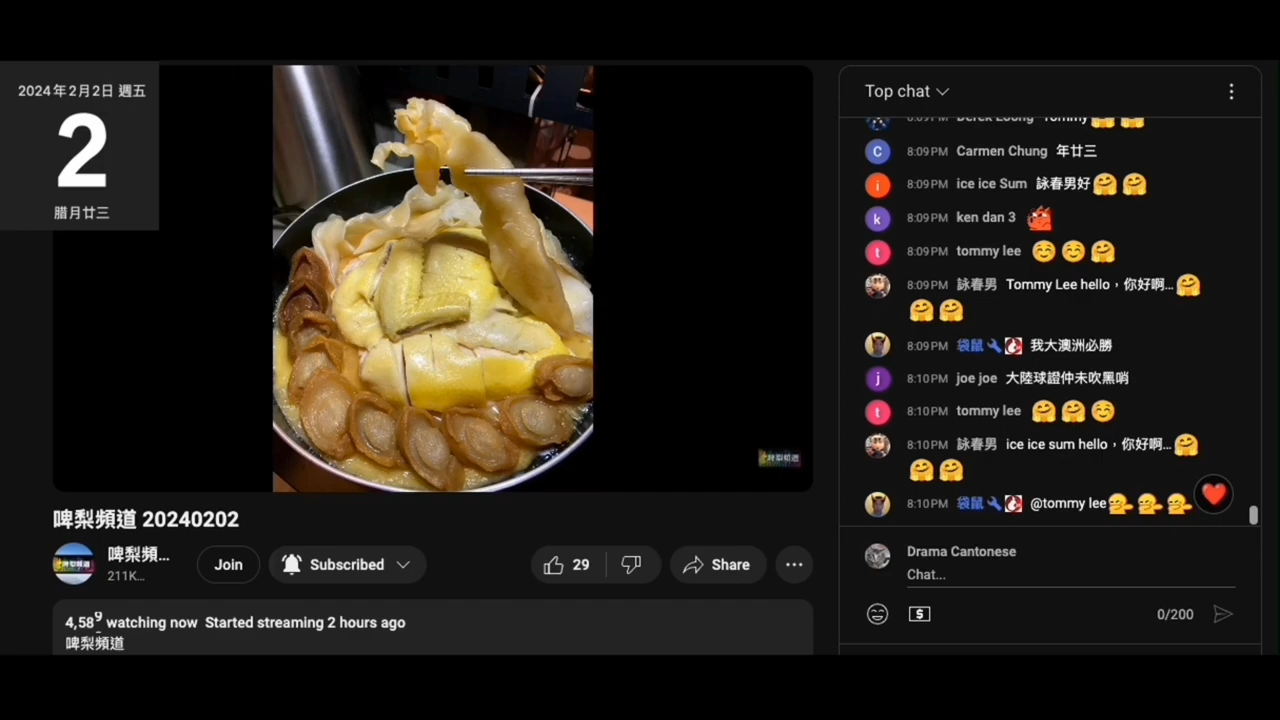 2024年2月2日 週五
2
腊月廿三
啤梨頻道 20240202
啤梨頻...
211K...
Join
Subscribed
29
Share
watching now Started streaming 2 hours ago
啤梨頻道
Top chat
8:09PM Derek Loong Tommy
C 8:09PM Carmen Chung 年廿三
i 8:09PM ice ice Sum 詠春男好
k 8:09PM ken dan 3
t 8:09PM tommy lee
8:09PM 詠春男 Tommy Lee hello，你好啊...
8:09PM 袋鼠 我大澳洲必勝
j 8:10PM joe joe 大陸球證仲未吹黑哨
t 8:10PM tommy lee
8:10PM 詠春男 ice ice sum hello，你好啊...
8:10PM 袋鼠 @tommy lee
Drama Cantonese
Chat...
$
0/200